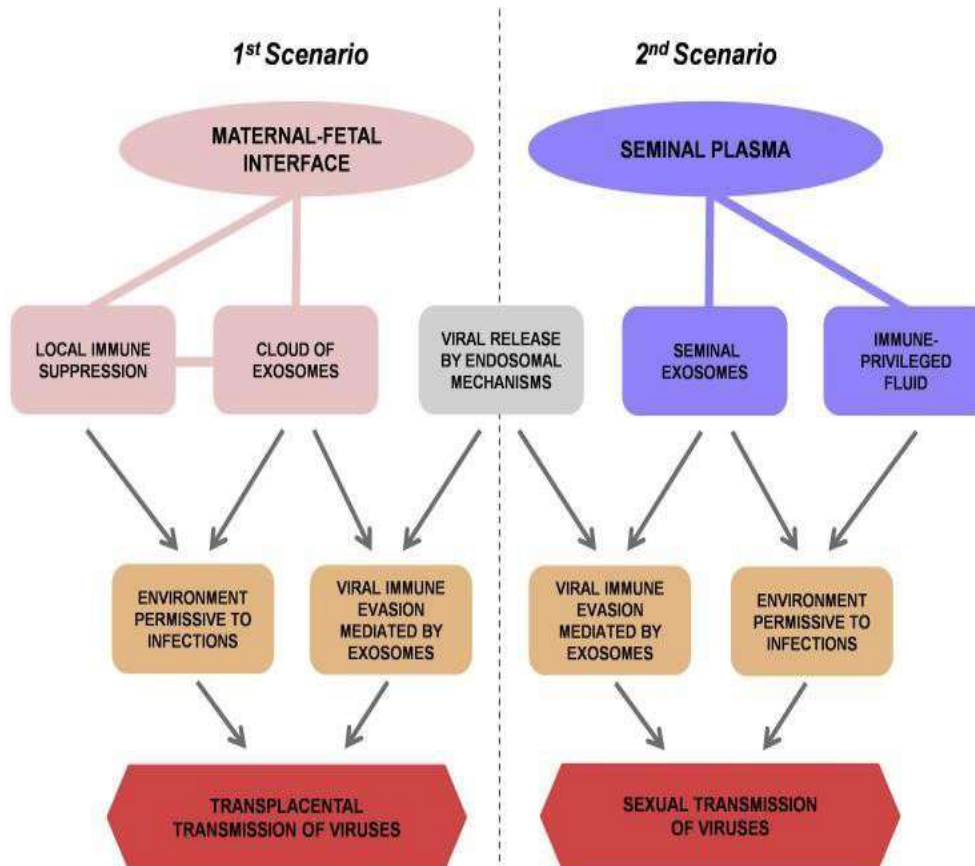 1st Scenario
2nd Scenario
MATERNAL-FETAL
INTERFACE
SEMINAL PLASMA
LOCAL IMMUNE
SUPPRESSION
CLOUD OF
EXOSOMES
VIRAL RELEASE
BY ENDOSOMAL
MECHANISMS
SEMINAL
EXOSOMES
IMMUNE-
PRIVILEGED
FLUID
ENVIRONMENT
PERMISSIVE TO
INFECTIONS
VIRAL IMMUNE
EVASION
MEDIATED BY
EXOSOMES
VIRAL IMMUNE
EVASION
MEDIATED BY
EXOSOMES
ENVIRONMENT
PERMISSIVE TO
INFECTIONS
TRANSPLACENTAL
TRANSMISSION OF VIRUSES
SEXUAL TRANSMISSION
OF VIRUSES